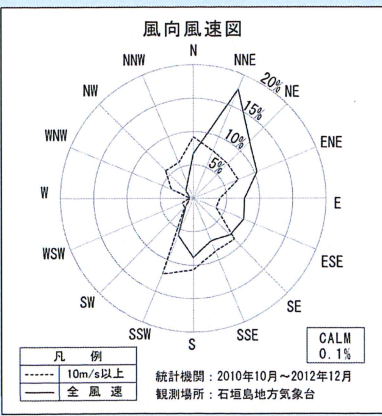 風向風速図
N
NNE
NE
ENE
E
ESE
SE
SSE
S
SSW
SW
WSW
W
WNW
NW
NNW
20%
15%
10%
5%
CALM
0.1%
凡 例
10m/s以上
全 風 速
統計機関：2010年10月～2012年12月
観測場所：石垣島地方気象台